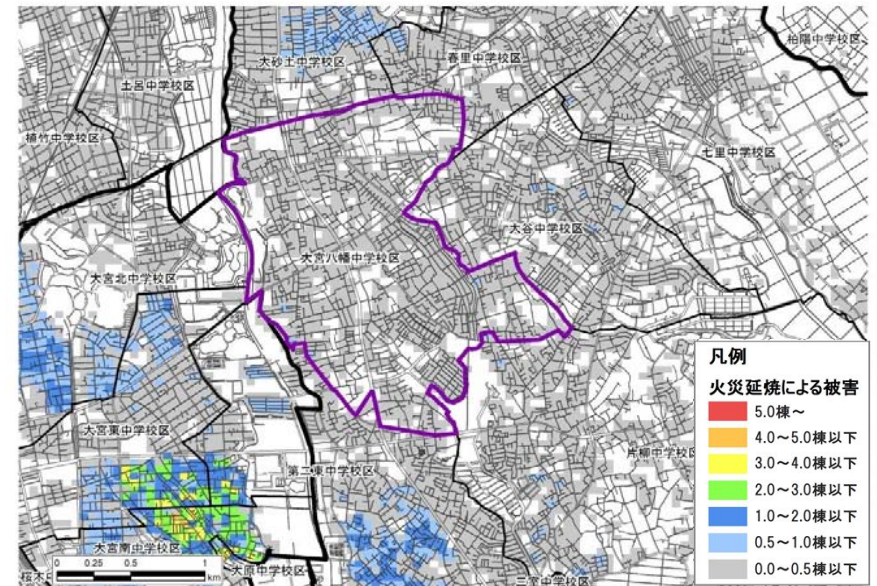 柏陽中学校区
春里中学校区
大砂土中学校区
土呂中学校区
植竹中学校区
七里中学校区
大谷中学校区
大宮八幡中学校区
大宮北中学校区
大宮東中学校区
片柳中学校区
第二東中学校区
大宮南中学校区
大原中学校区
桜木
三室中学校区
0 0.25 0.5 1
km
凡例
火災延焼による被害
5.0棟~
4.0~5.0棟以下
3.0~4.0棟以下
2.0~3.0棟以下
1.0~2.0棟以下
0.5~1.0棟以下
0.0~0.5棟以下